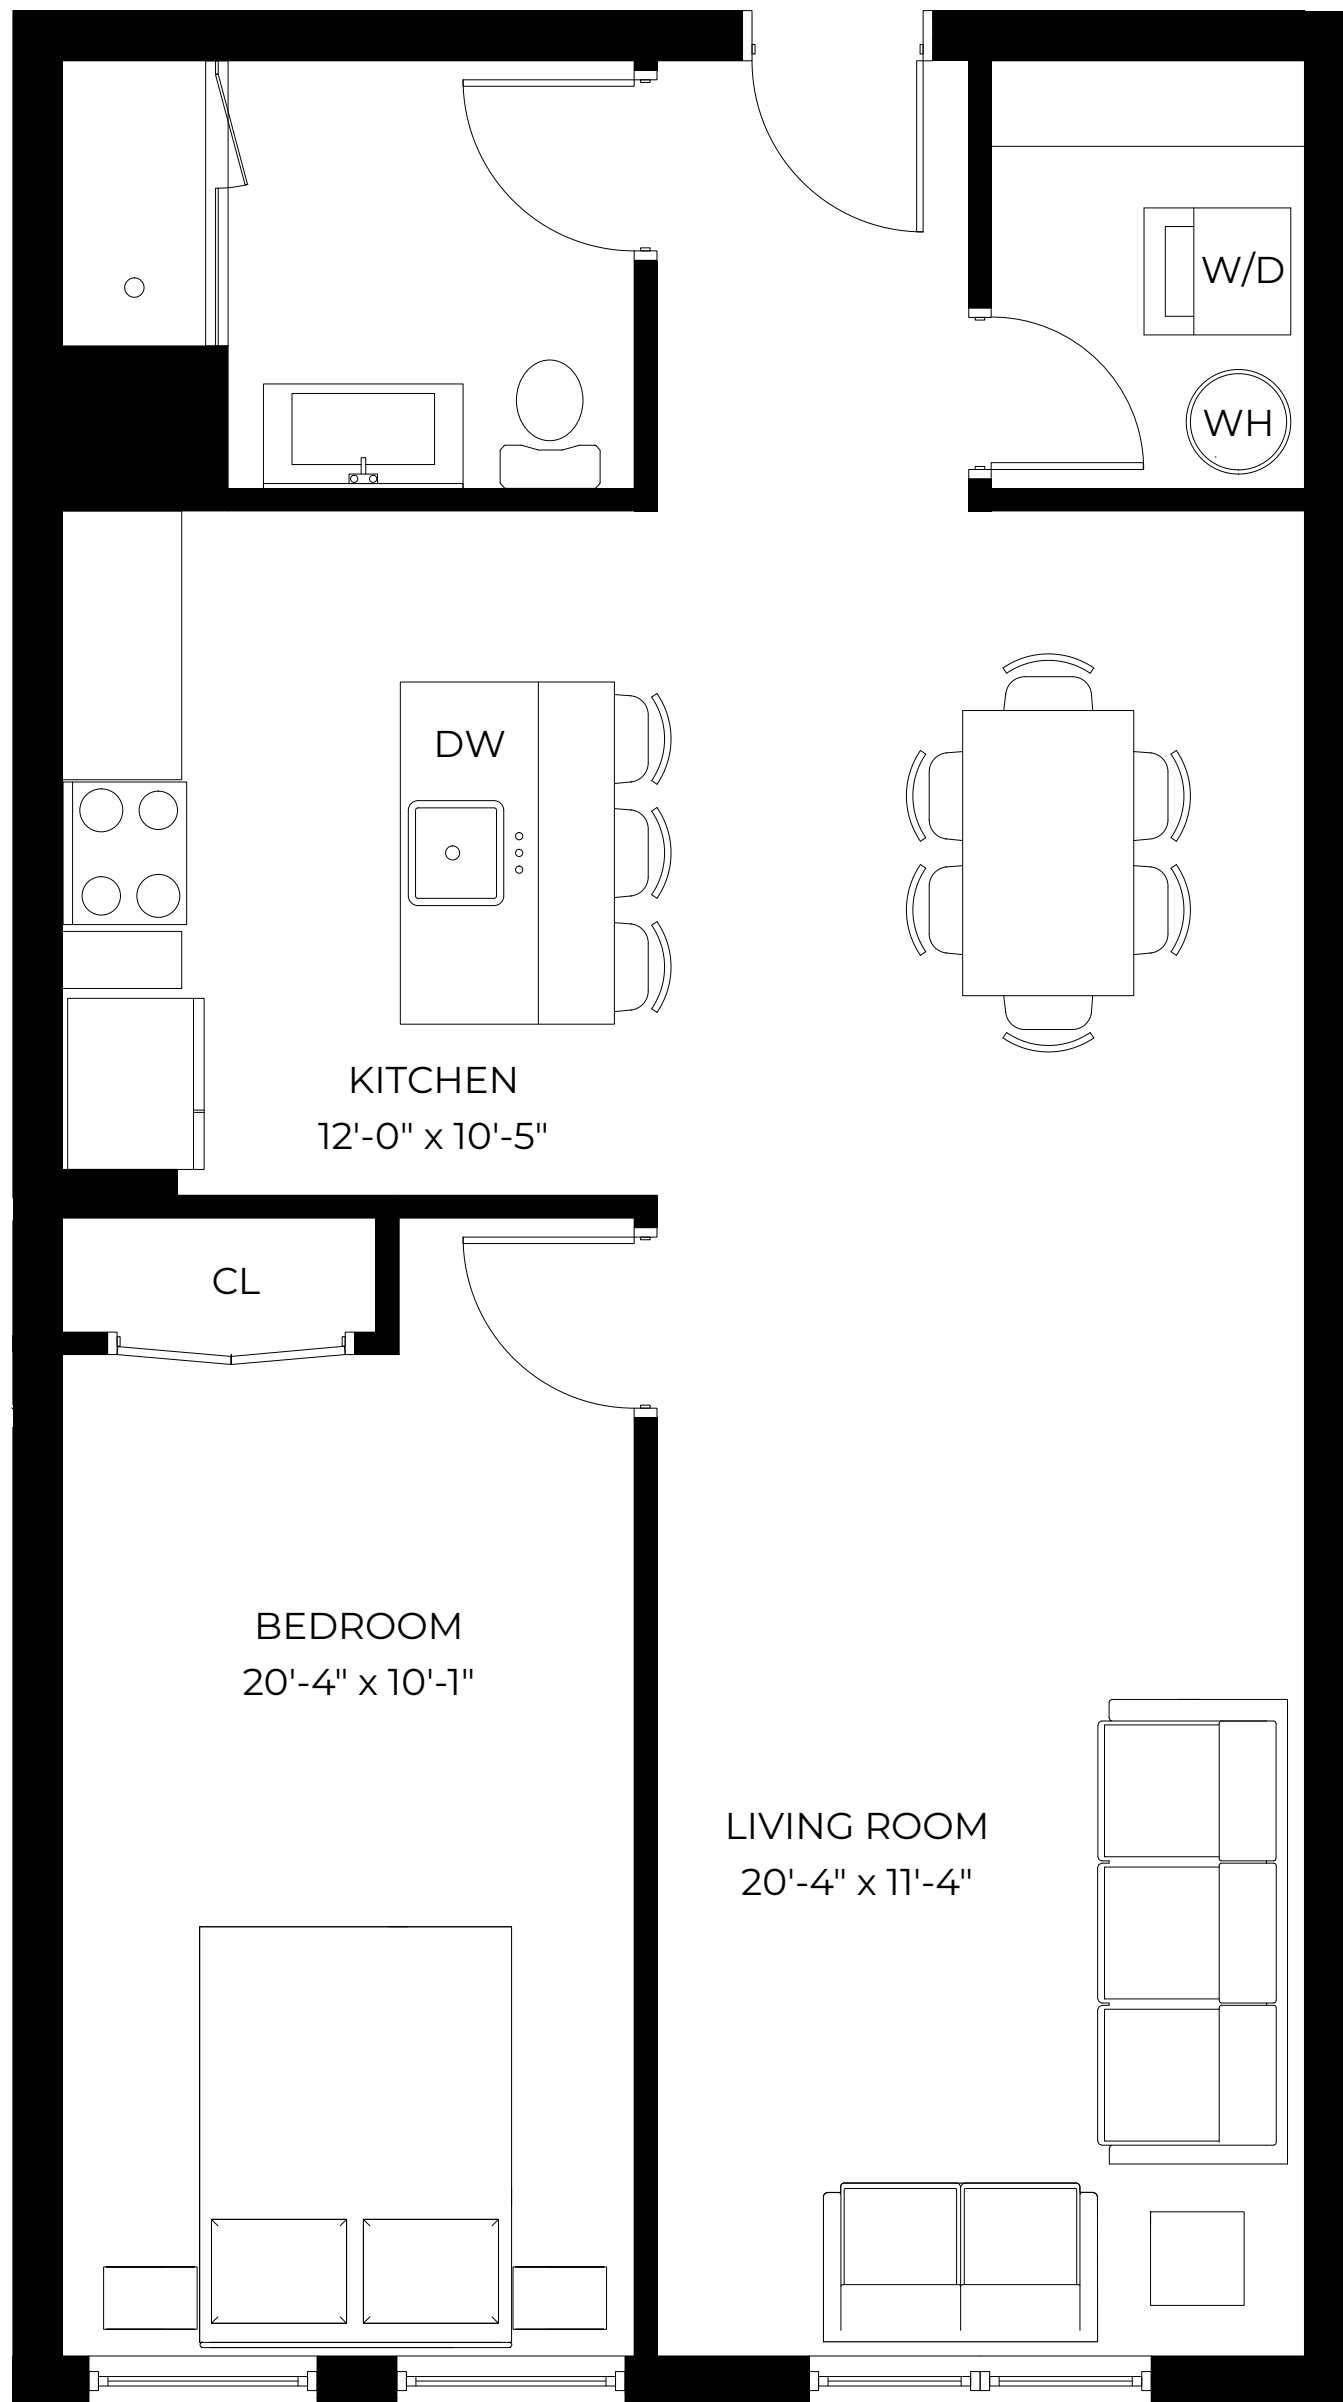 W/D
WH
DW
KITCHEN
12'-0" x 10'-5"
CL
BEDROOM
20'-4" x 10'-1"
LIVING ROOM
20'-4" x 11'-4"